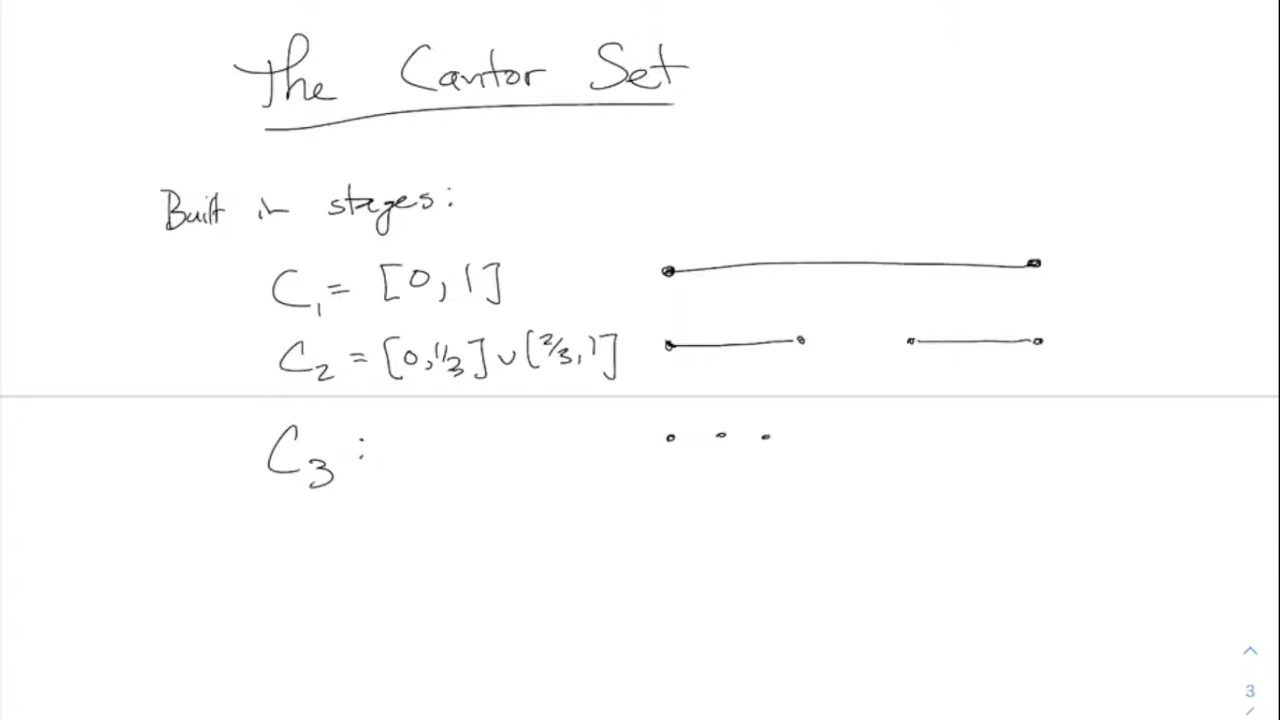 The Cantor Set
Built in stages:
C₁ = [0, 1]
C₂ = [0, 1/3] ∪ [2/3, 1]
C₃ :
3